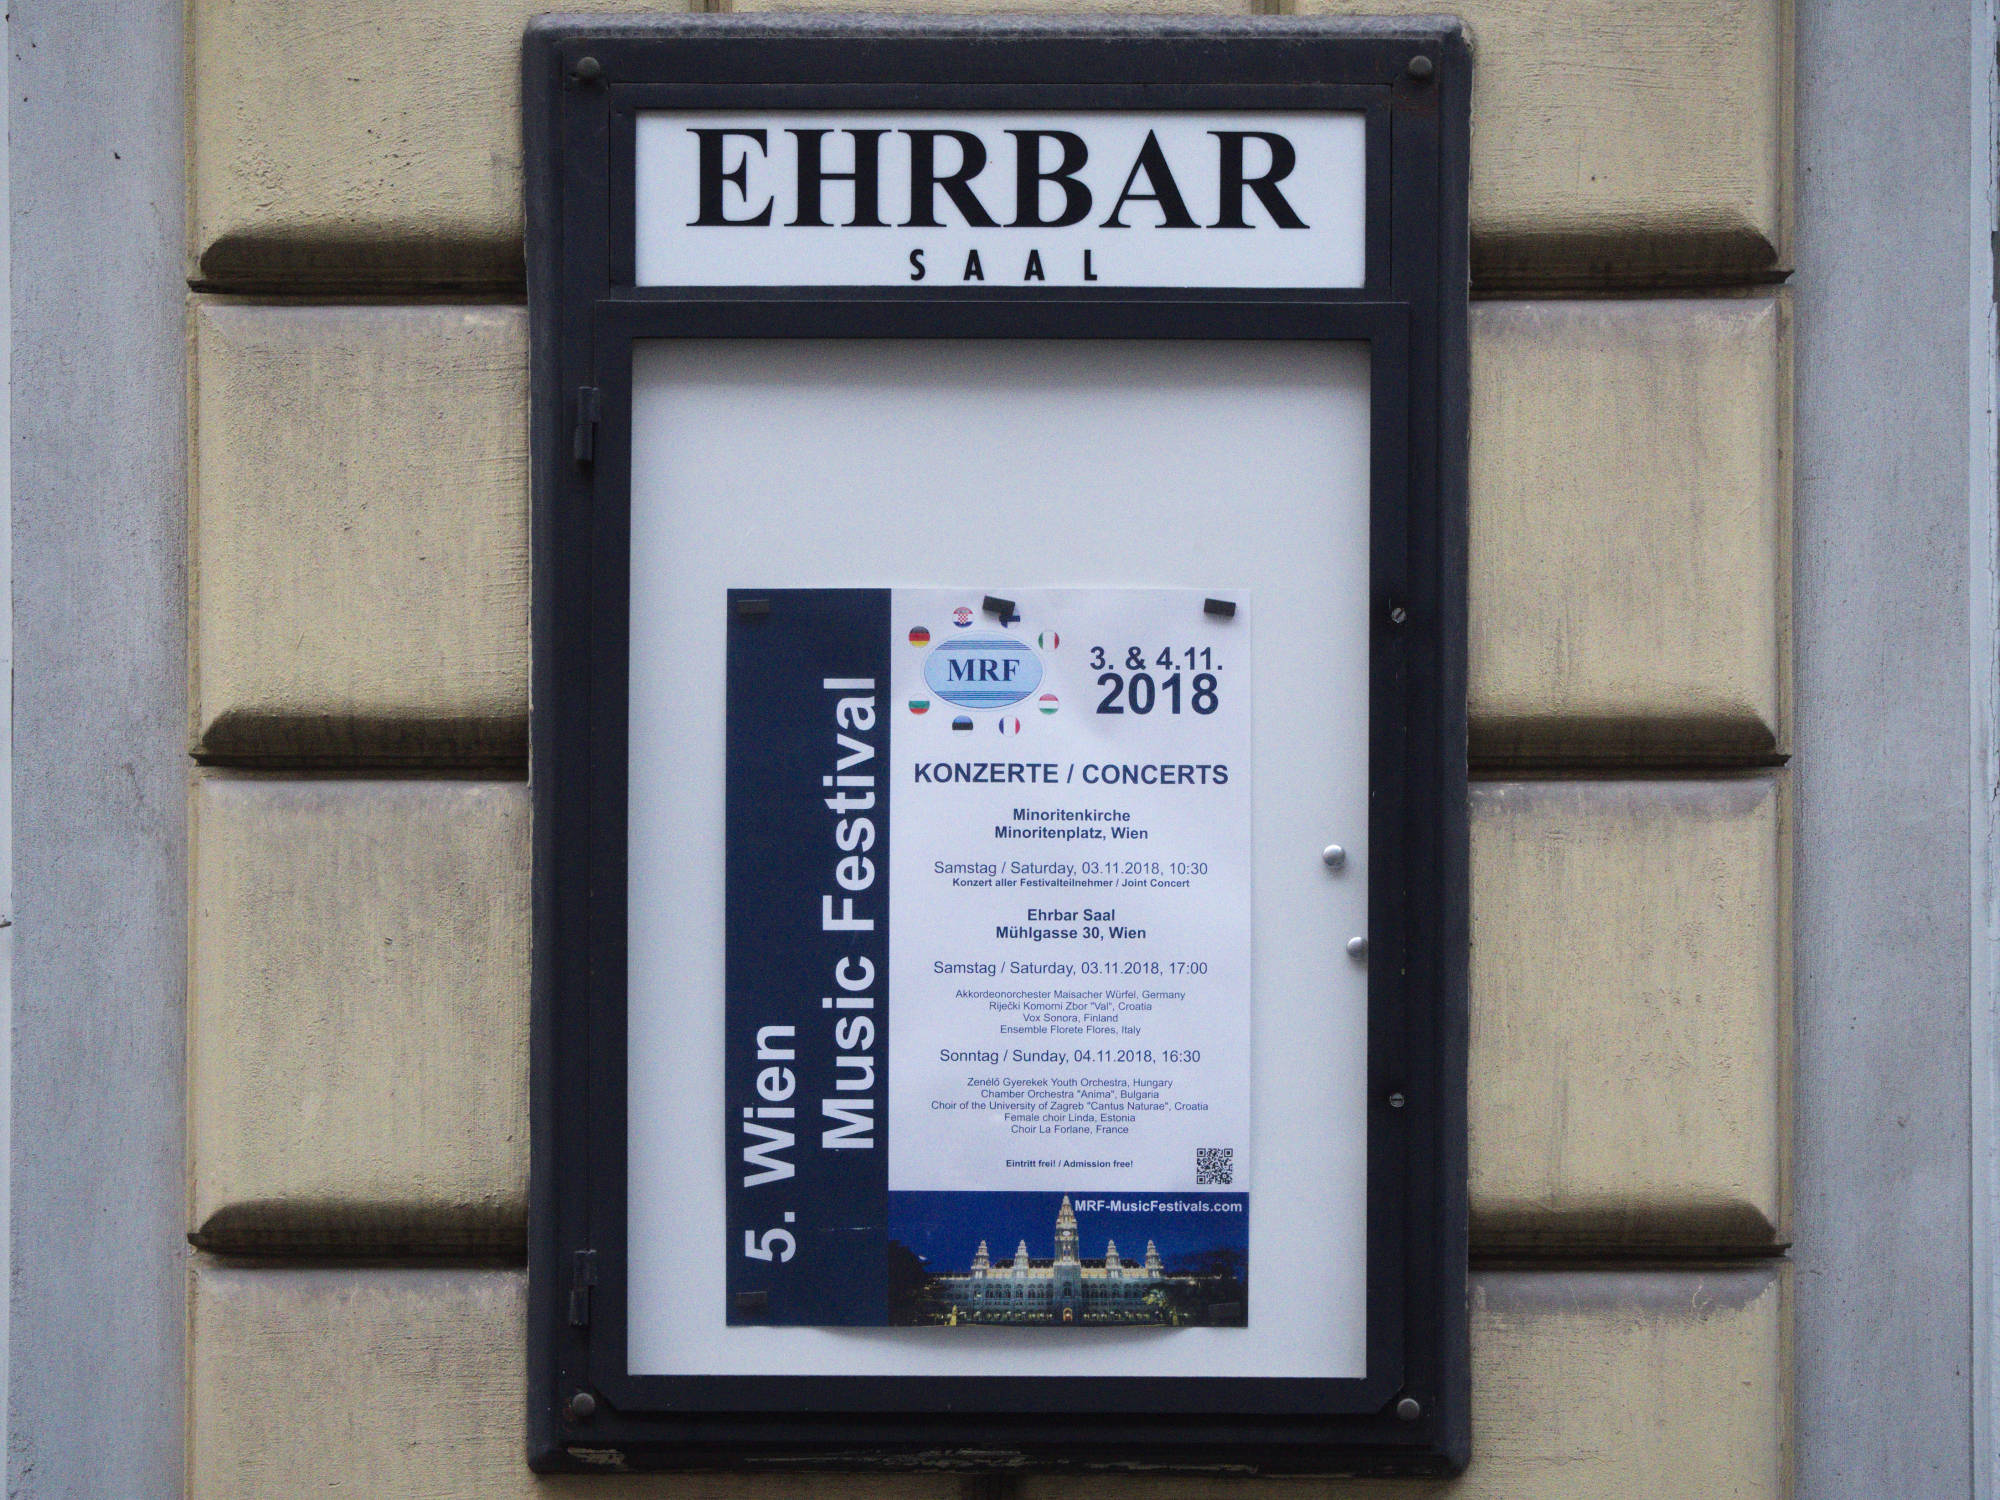 EHRBAR
SAAL
5. Wien
Music Festival
MRF
3. & 4.11.
2018
KONZERTE / CONCERTS
Minoritenkirche
Minoritenplatz, Wien
Samstag / Saturday, 03.11.2018, 10:30
Konzert aller Festivalteilnehmer / Joint Concert
Ehrbar Saal
Mühlgasse 30, Wien
Samstag / Saturday, 03.11.2018, 17:00
Akkordeonorchester Maisacher Würfel, Germany
Riječki Komorni Zbor "Val", Croatia
Vox Sonora, Finland
Ensemble Florete Flores, Italy
Sonntag / Sunday, 04.11.2018, 16:30
Zenélő Gyerekek Youth Orchestra, Hungary
Chamber Orchestra "Anima", Bulgaria
Choir of the University of Zagreb "Cantus Naturae", Croatia
Female choir Linda, Estonia
Choir La Forlane, France
Eintritt frei! / Admission free!
MRF-MusicFestivals.com